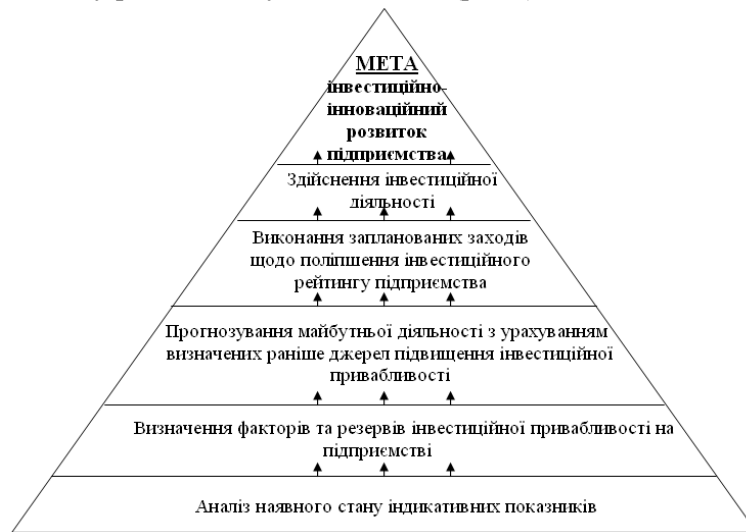 МЕТА
інвестиційно-
інноваційний
розвиток
підприємства
Здійснення інвестиційної
діяльності
Виконання запланованих заходів
щодо поліпшення інвестиційного
рейтингу підприємства
Прогнозування майбутньої діяльності з урахуванням
визначених раніше джерел підвищення інвестиційної
привабливості
Визначення факторів та резервів інвестиційної привабливості на
підприємстві
Аналіз наявного стану індикативних показників